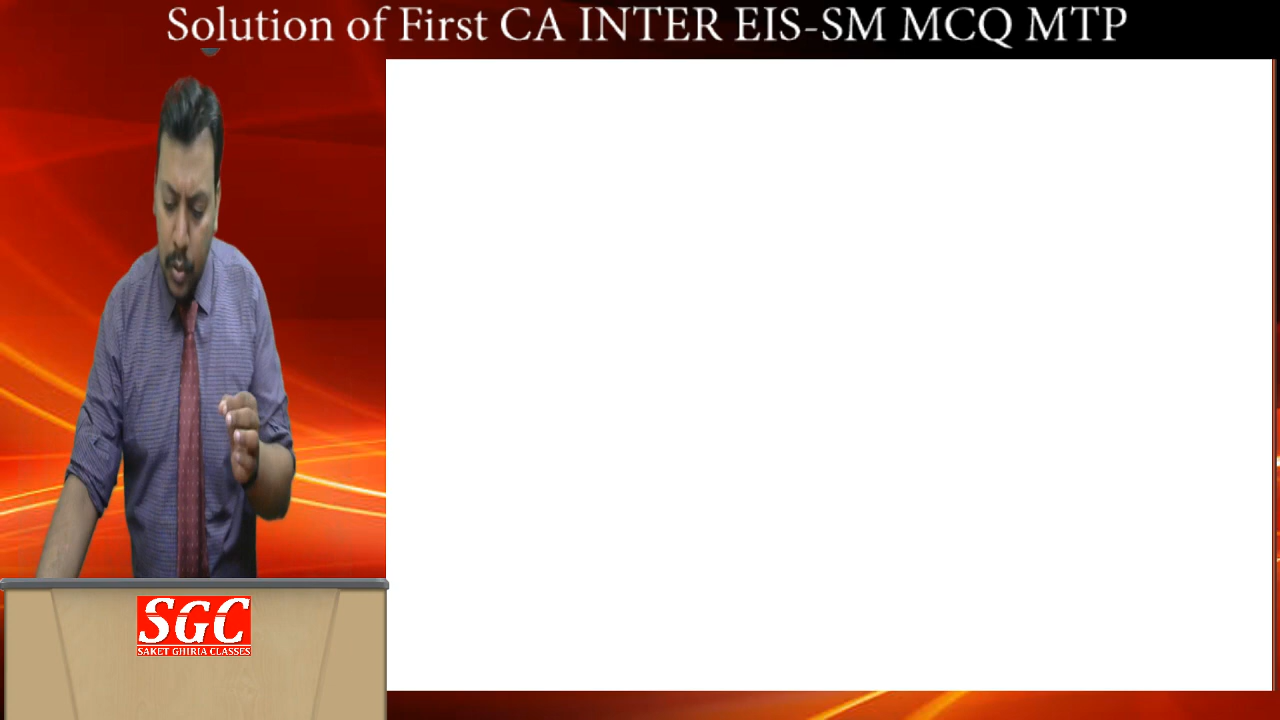 Solution of First CA INTER EIS-SM MCQ MTP
SGC
SAKET GHIRIA CLASSES